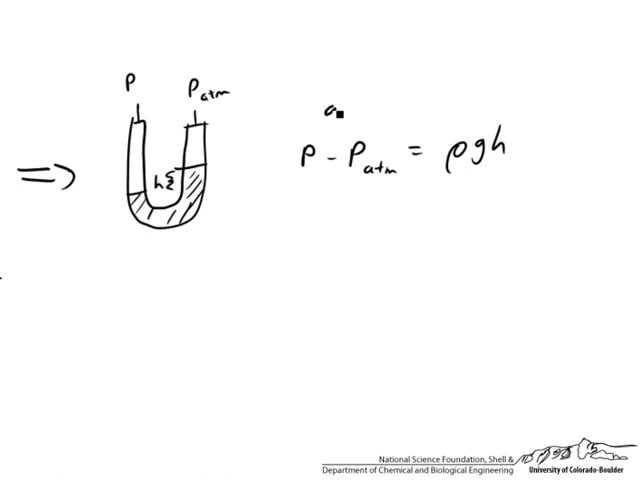 P Patm
a
P - Patm = ρgh
h
National Science Foundation, Shell &
Department of Chemical and Biological Engineering
University of Colorado-Boulder